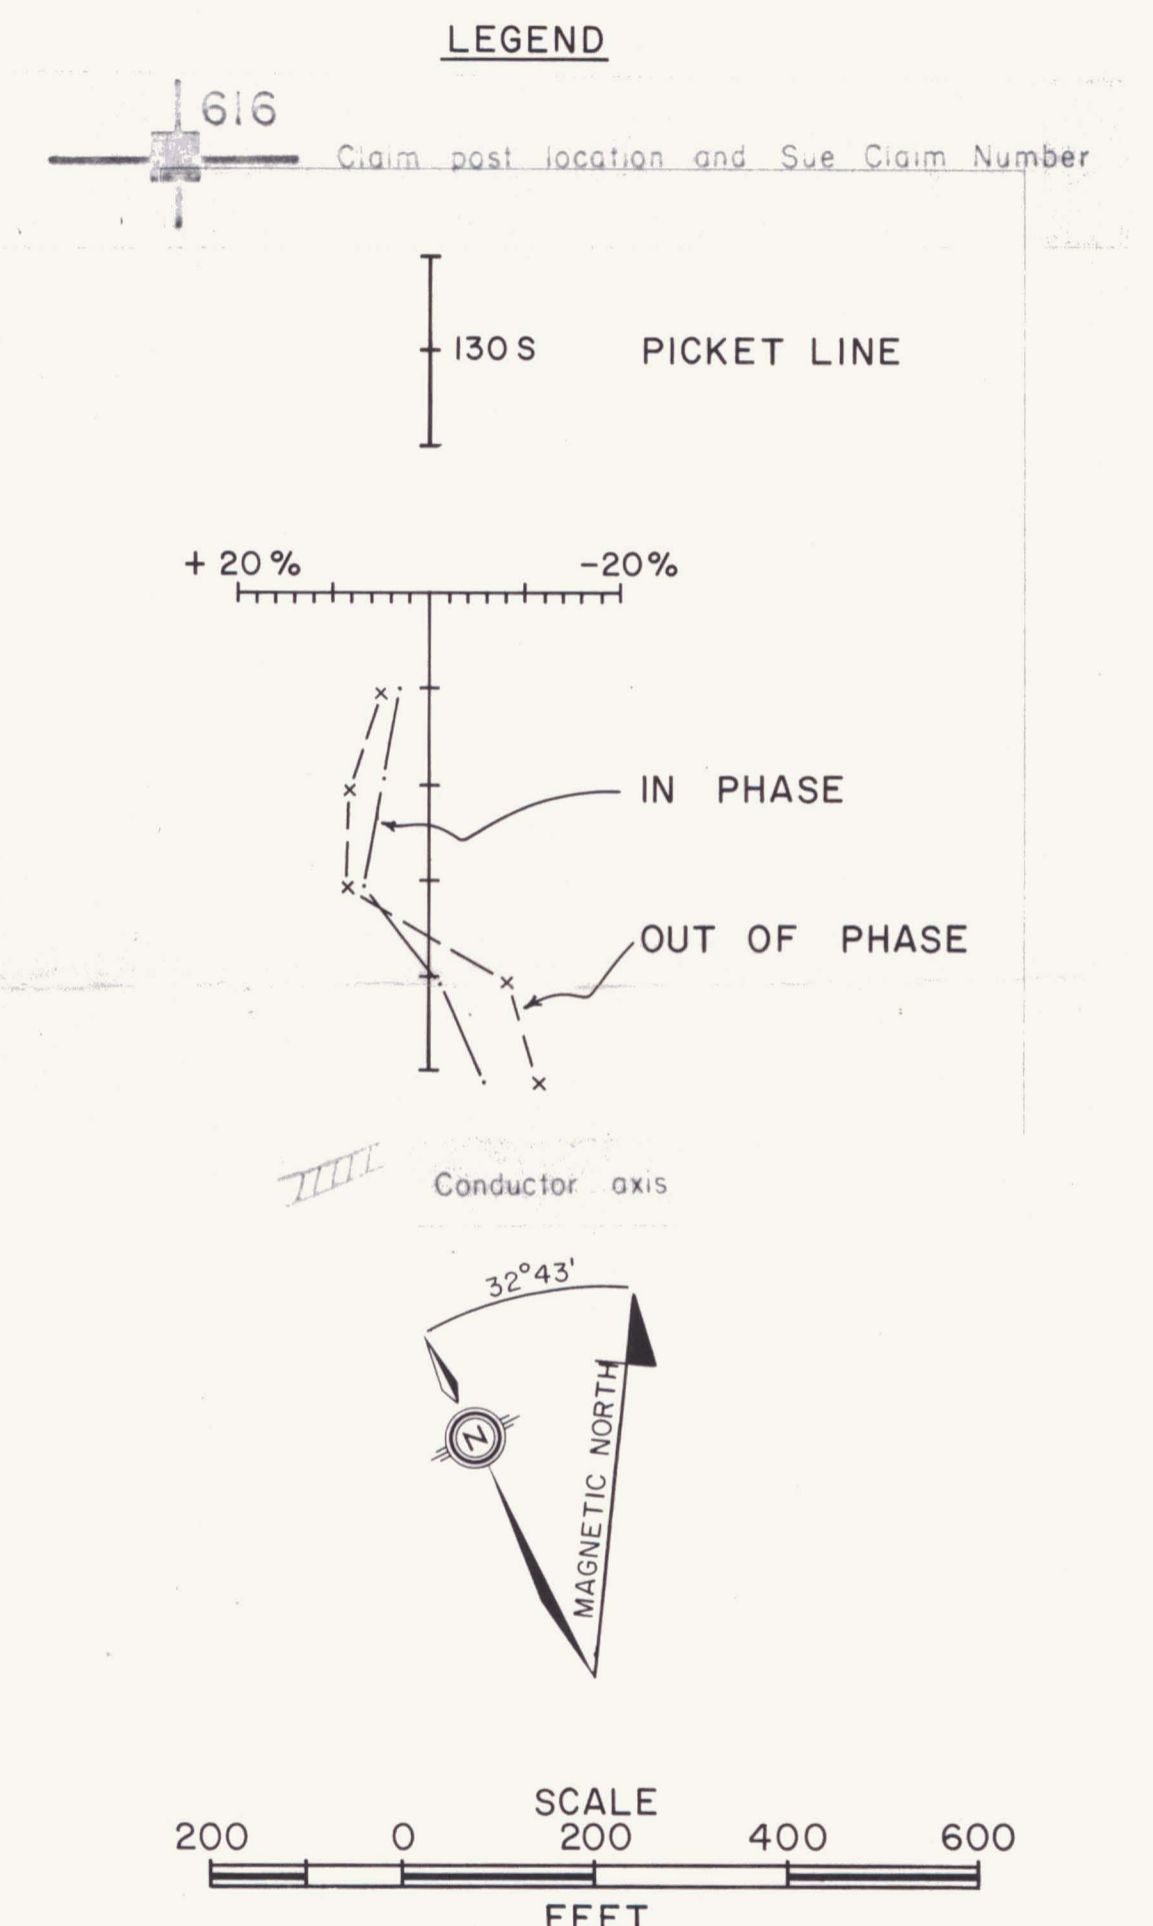 LEGEND
616
Claim post location and Sue Claim Number
130 S PICKET LINE
+ 20% -20%
IN PHASE
OUT OF PHASE
Conductor axis
32°43'
N
MAGNETIC NORTH
SCALE
200 0 200 400 600
FEET